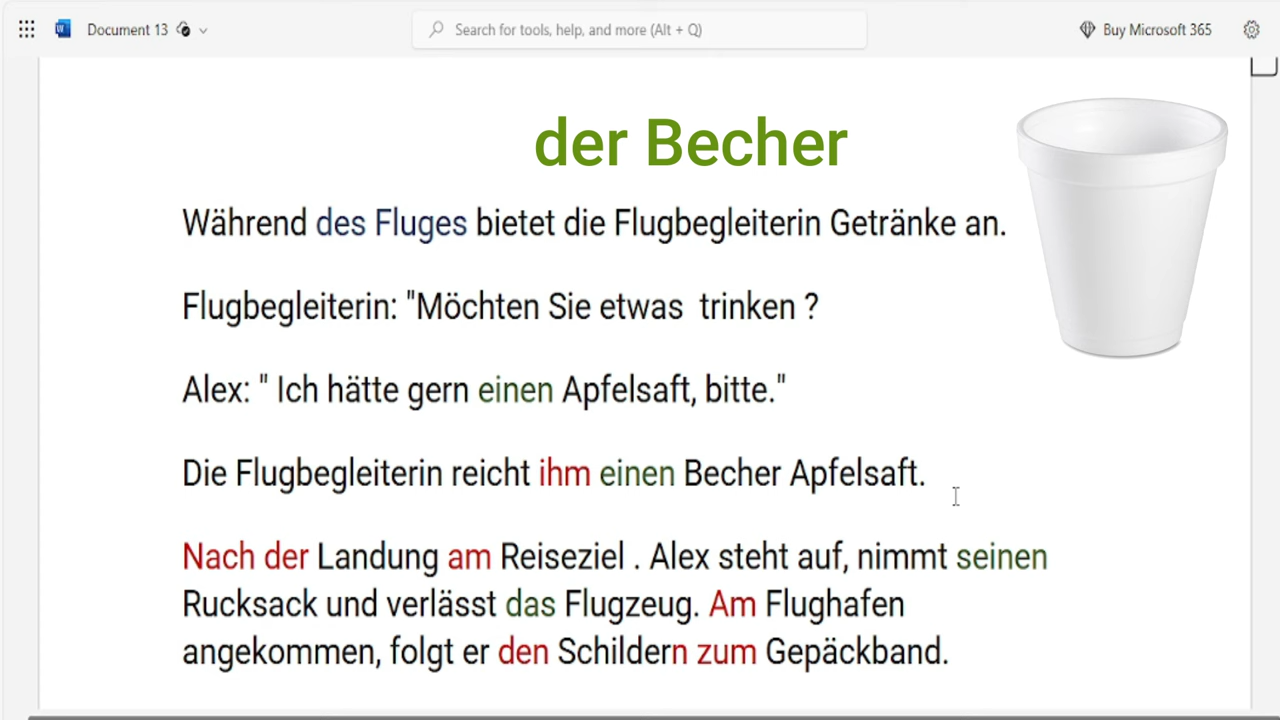 Document 13
Search for tools, help, and more (Alt + Q)
Buy Microsoft 365
der Becher
Während des Fluges bietet die Flugbegleiterin Getränke an.
Flugbegleiterin: "Möchten Sie etwas  trinken ?
Alex: " Ich hätte gern einen Apfelsaft, bitte."
Die Flugbegleiterin reicht ihm einen Becher Apfelsaft.
Nach der Landung am Reiseziel . Alex steht auf, nimmt seinen
Rucksack und verlässt das Flugzeug. Am Flughafen
angekommen, folgt er den Schildern zum Gepäckband.